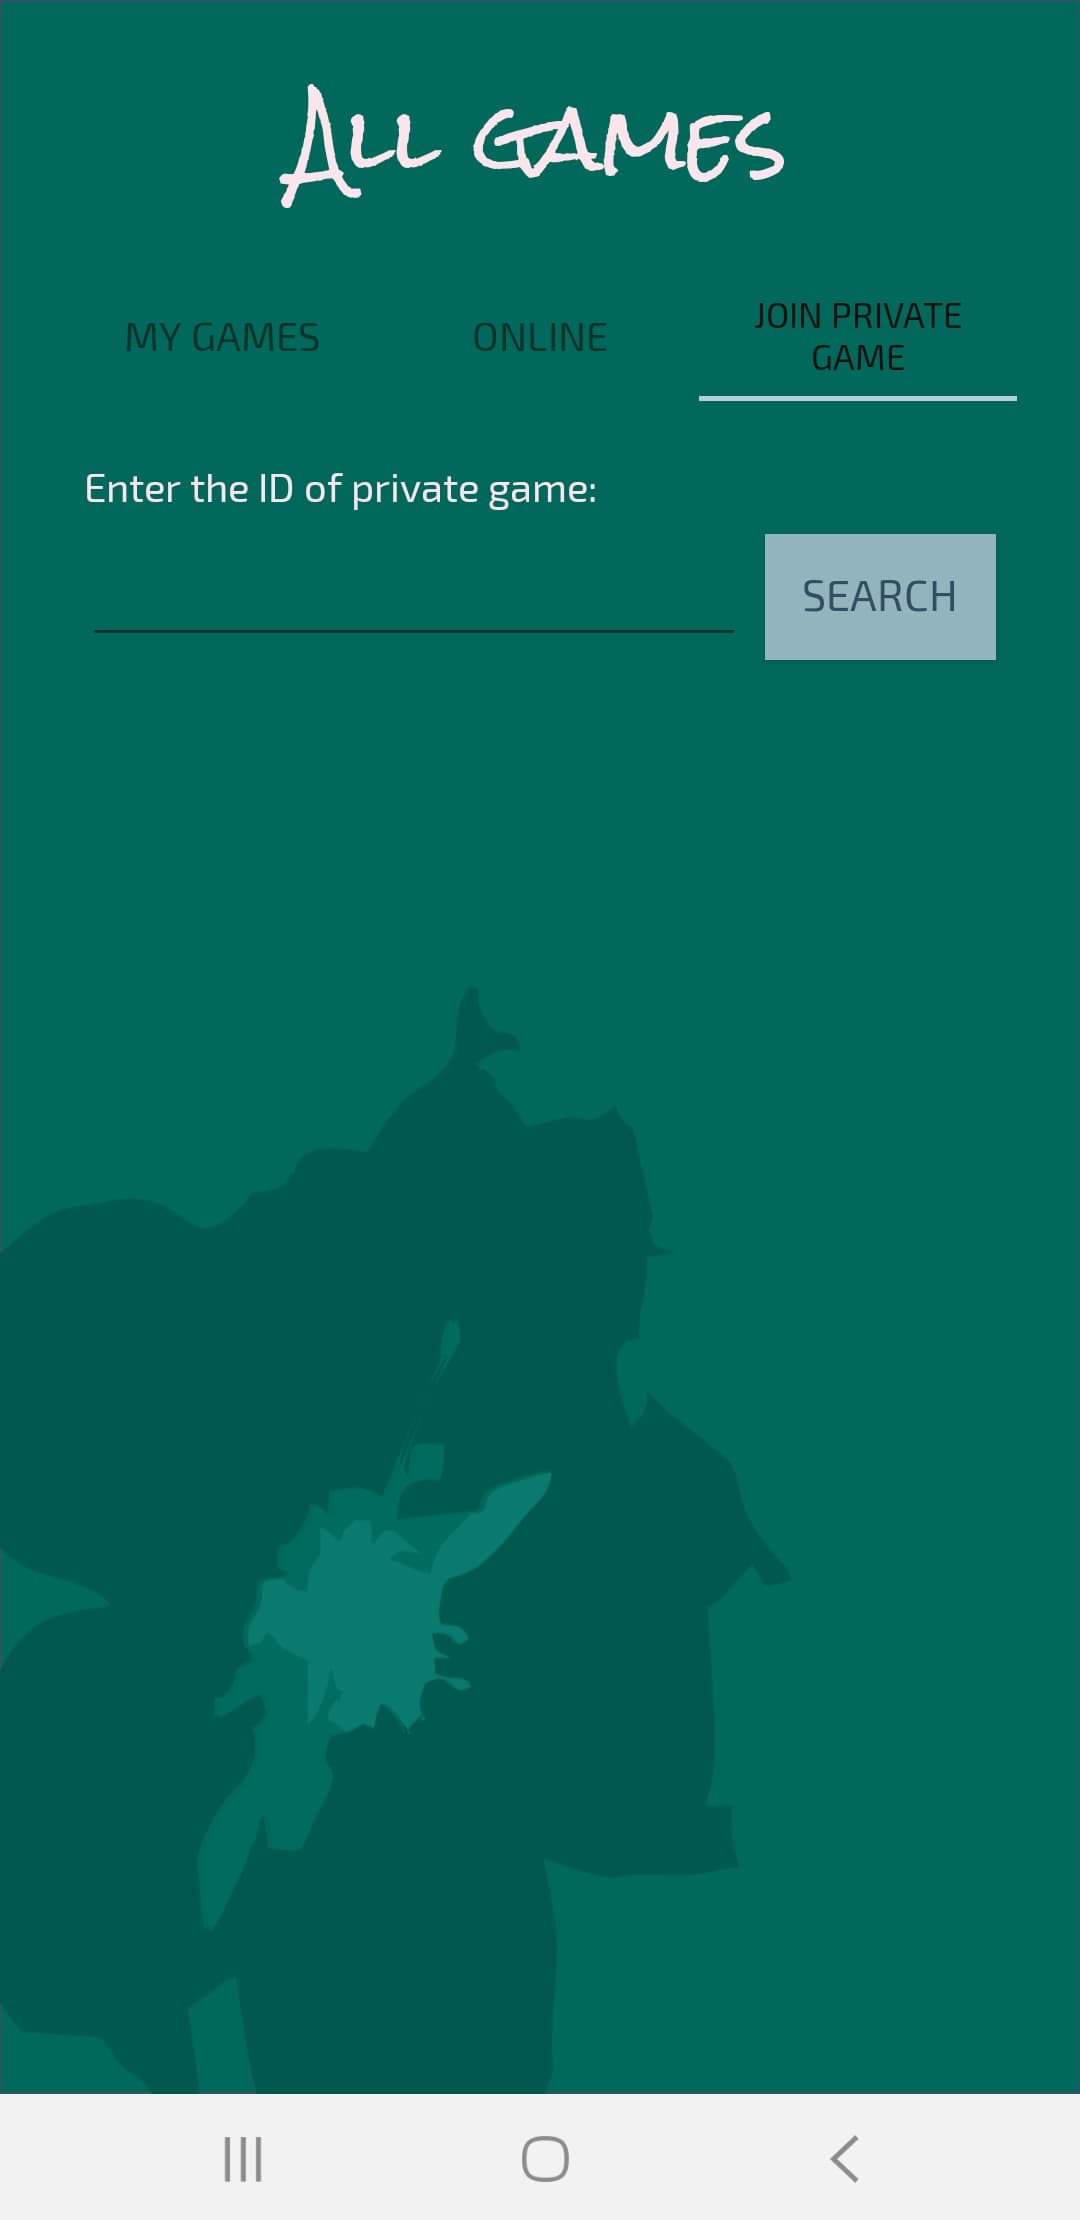 All games
MY GAMES
ONLINE
JOIN PRIVATE
GAME
Enter the ID of private game:
SEARCH